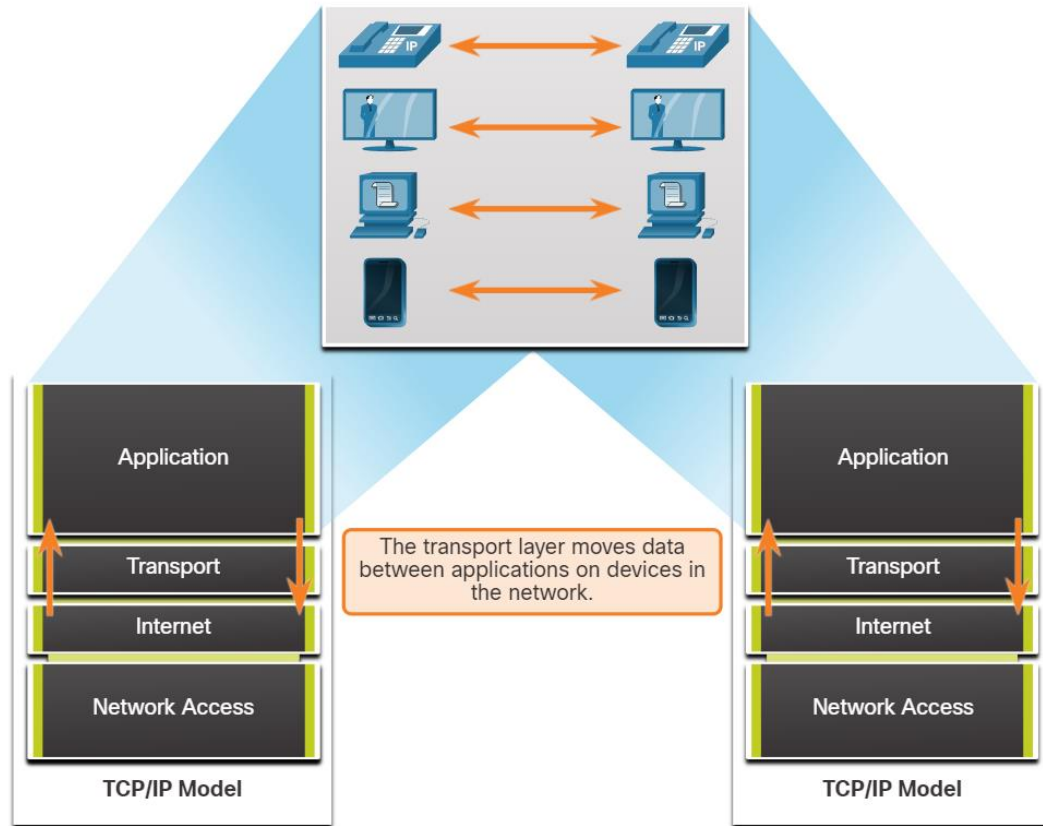 IP
IP
Application
Transport
Internet
Network Access
TCP/IP Model
The transport layer moves data
between applications on devices in
the network.
Application
Transport
Internet
Network Access
TCP/IP Model